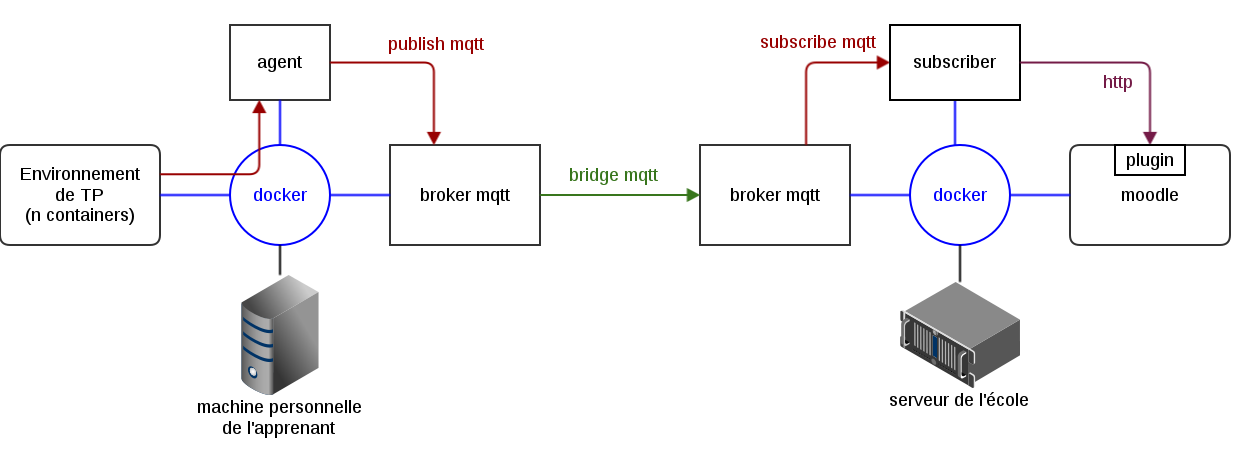 agent
publish mqtt
subscribe mqtt
subscriber
http
Environnement
de TP
(n containers)
docker
broker mqtt
bridge mqtt
broker mqtt
docker
plugin
moodle
machine personnelle
de l'apprenant
serveur de l'école